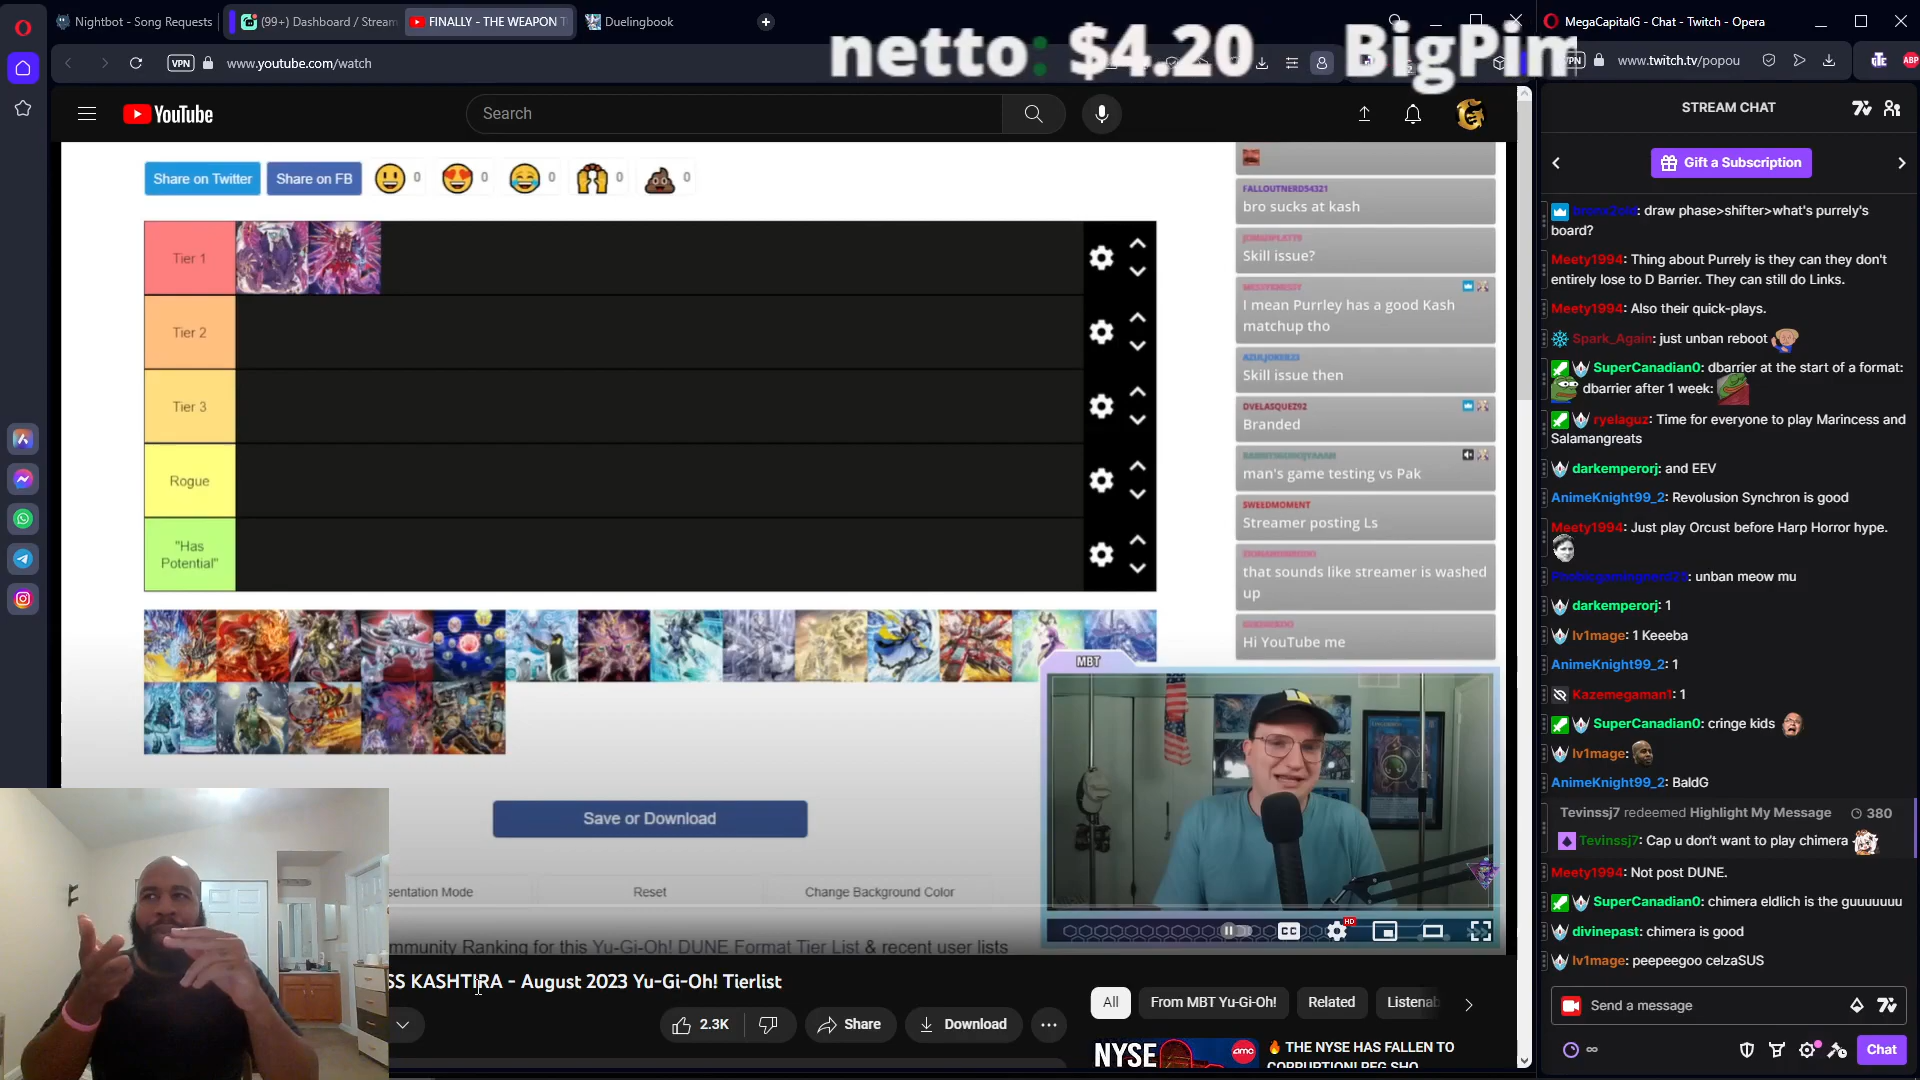 Nightbot - Song Requests
(99+) Dashboard / Stream
FINALLY - THE WEAPON T
Duelingbook
netto: $4.20 BigPim
MegaCapitalG - Chat - Twitch - Opera
VPN
www.youtube.com/watch
www.twitch.tv/popou
ABP
YouTube
Search
STREAM CHAT
Gift a Subscription
Share on Twitter
Share on FB
0
0
0
0
0
Tier 1
Tier 2
Tier 3
Rogue
"Has
Potential"
FALLOUTNERD54321
bro sucks at kash
Skill issue?
I mean Purrley has a good Kash
matchup tho
AZULJOKER23
Skill issue then
DVELASQUEZ92
Branded
man's game testing vs Pak
SWEEDMOMENT
Streamer posting Ls
that sounds like streamer is washed
up
Hi YouTube me
MBT
Save or Download
sentation Mode
Reset
Change Background Color
mmunity Ranking for this Yu-Gi-Oh! DUNE Format Tier List & recent user lists
CC
HD
SS KASHTIRA - August 2023 Yu-Gi-Oh! Tierlist
2.3K
Share
Download
All
From MBT Yu-Gi-Oh!
Related
Listenab
NYSE
amc
🔥 THE NYSE HAS FALLEN TO
CORRUPTION! REG SHO
draw phase>shifter>what's purrely's
board?
Meety1994: Thing about Purrely is they can they don't
entirely lose to D Barrier. They can still do Links.
Meety1994: Also their quick-plays.
Spark_Again: just unban reboot
SuperCanadian0: dbarrier at the start of a format:
dbarrier after 1 week:
ryelaguz: Time for everyone to play Marincess and
Salamangreats
darkemperorj: and EEV
AnimeKnight99_2: Revolusion Synchron is good
Meety1994: Just play Orcust before Harp Horror hype.
unban meow mu
darkemperorj: 1
lv1mage: 1 Keeeba
AnimeKnight99_2: 1
Kazemegaman1: 1
SuperCanadian0: cringe kids
lv1mage:
AnimeKnight99_2: BaldG
Tevinssj7 redeemed Highlight My Message 380
Tevinssj7: Cap u don't want to play chimera
Meety1994: Not post DUNE.
SuperCanadian0: chimera eldlich is the guuuuuuu
divinepast: chimera is good
lv1mage: peepeegoo celzaSUS
Send a message
∞
Chat